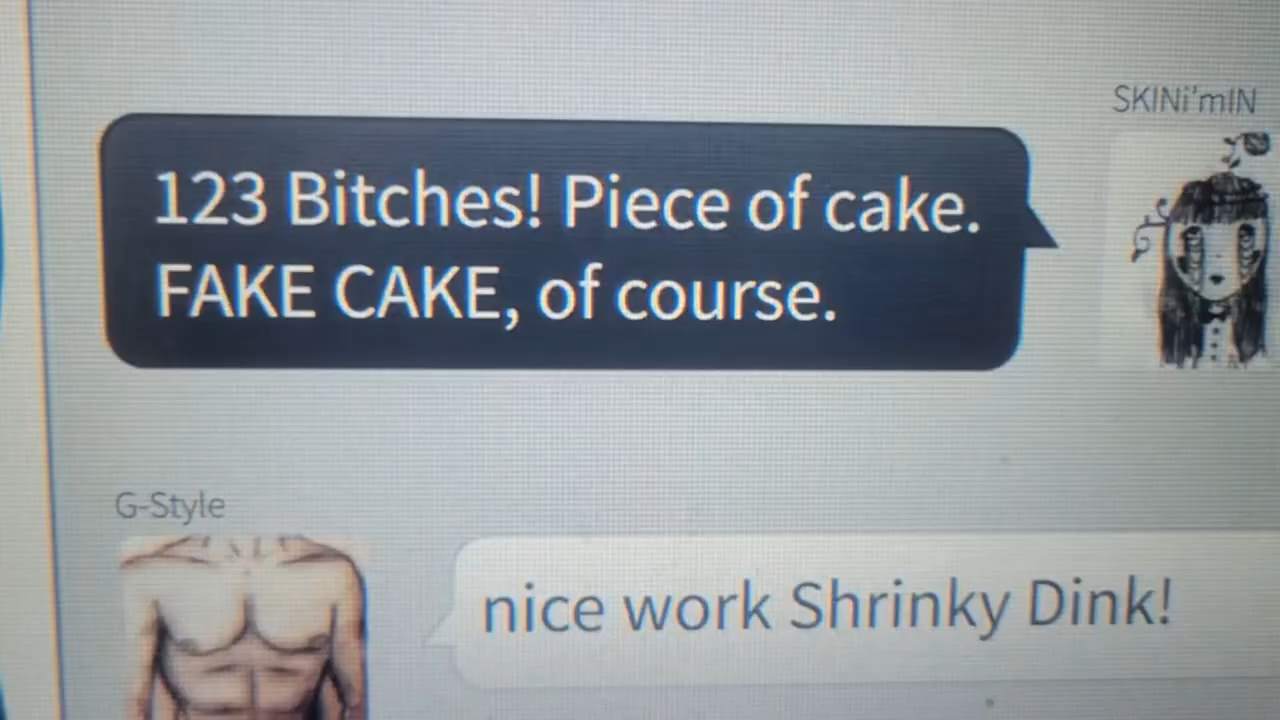 SKINi'mIN
123 Bitches! Piece of cake.
FAKE CAKE, of course.
G-Style
nice work Shrinky Dink!